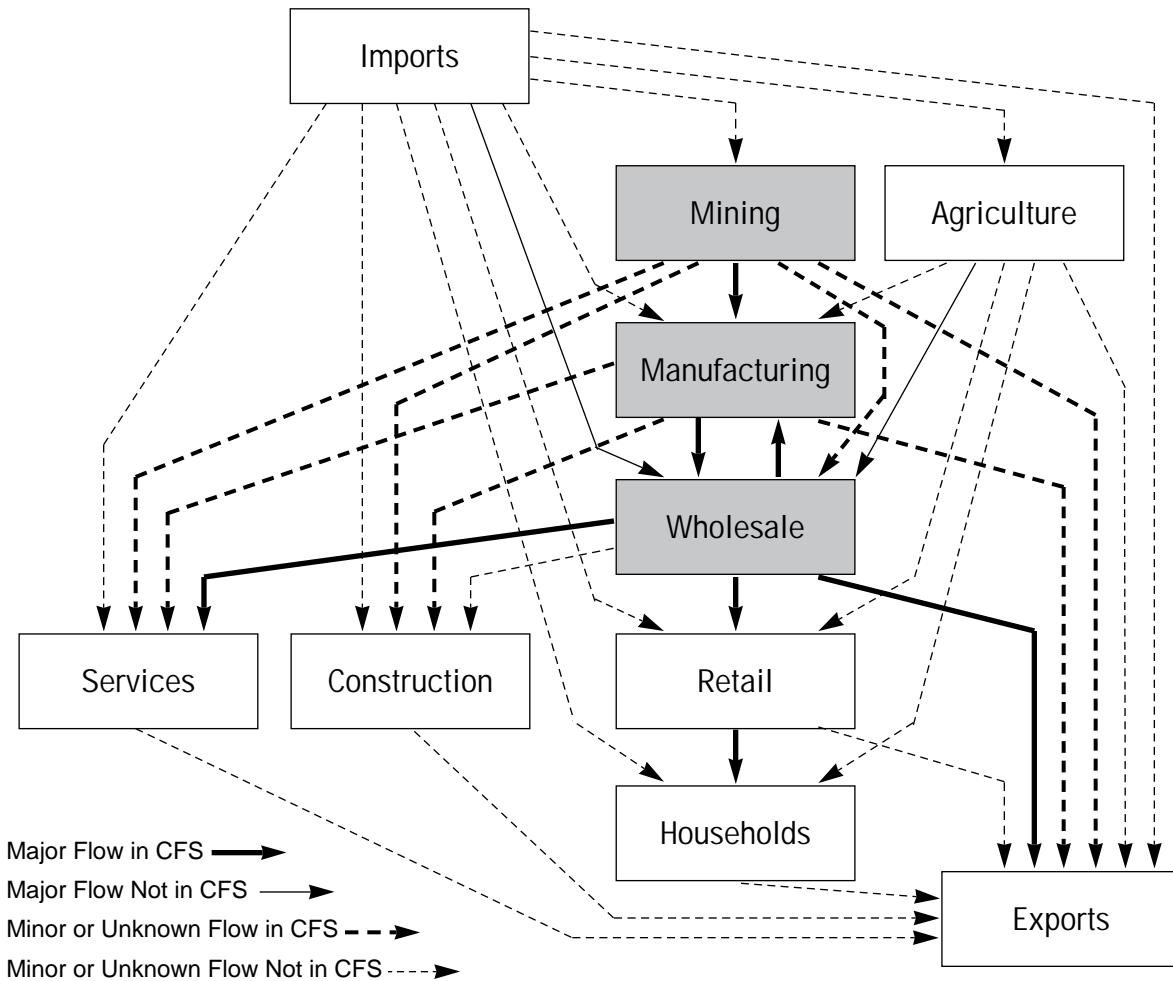 Imports
Mining
Agriculture
Manufacturing
Wholesale
Services
Construction
Retail
Households
Exports
Major Flow in CFS
Major Flow Not in CFS
Minor or Unknown Flow in CFS
Minor or Unknown Flow Not in CFS